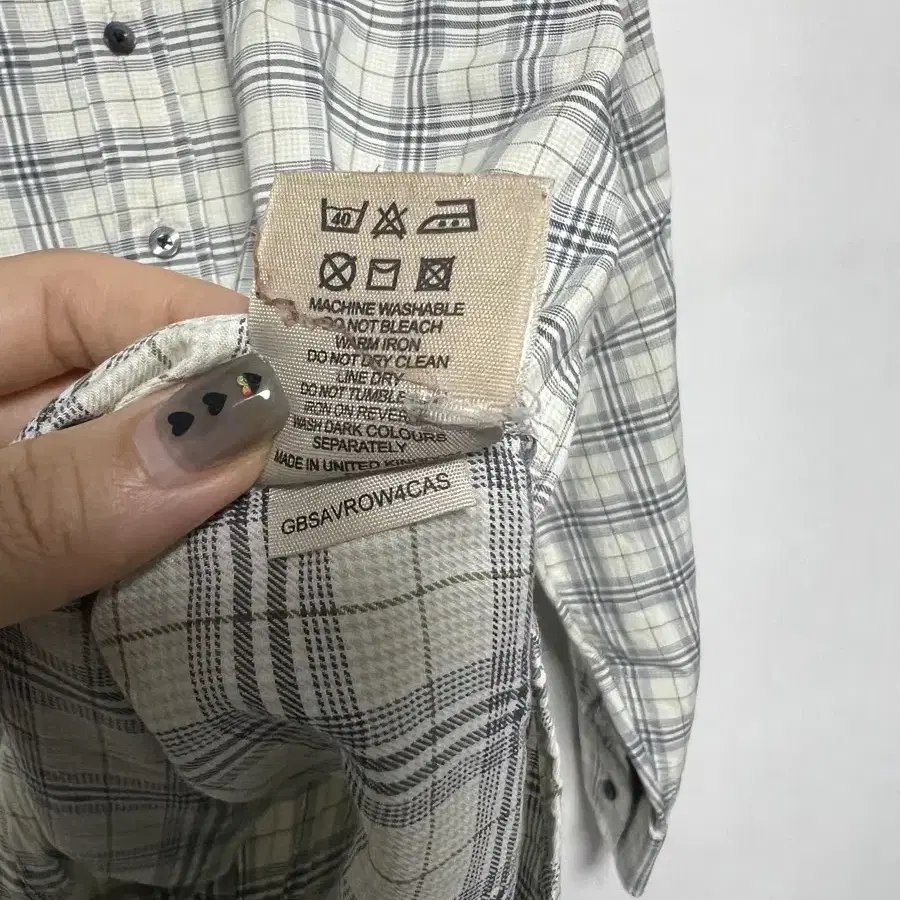 40
MACHINE WASHABLE
DO NOT BLEACH
WARM IRON
DO NOT DRY CLEAN
LINE DRY
DO NOT TUMBLE
IRON ON REVER
WASH DARK COLOURS
SEPARATELY
MADE IN UNITED
GBSAVROW4CAS